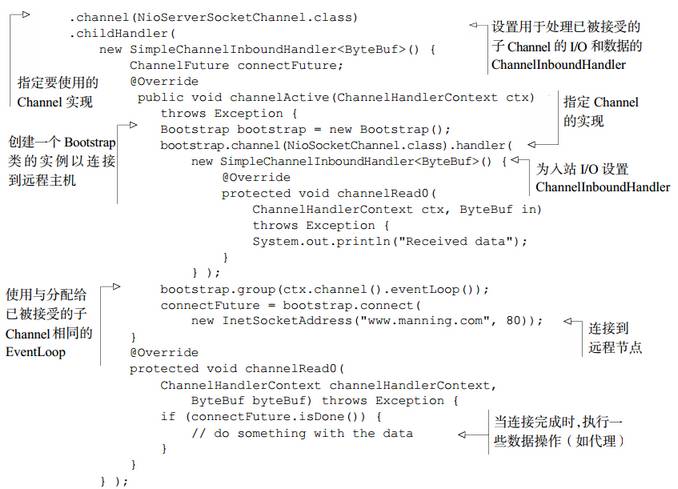 .channel(NioServerSocketChannel.class)
.childHandler(
new SimpleChannelInboundHandler<ByteBuf>() {
ChannelFuture connectFuture;
@Override
public void channelActive(ChannelHandlerContext ctx)
throws Exception {
Bootstrap bootstrap = new Bootstrap();
bootstrap.channel(NioSocketChannel.class).handler(
new SimpleChannelInboundHandler<ByteBuf>() {
@Override
protected void channelRead0(
ChannelHandlerContext ctx, ByteBuf in)
throws Exception {
System.out.println("Received data");
}
} );
bootstrap.group(ctx.channel().eventLoop());
connectFuture = bootstrap.connect(
new InetSocketAddress("www.manning.com", 80));
}
@Override
protected void channelRead0(
ChannelHandlerContext channelHandlerContext,
ByteBuf byteBuf) throws Exception {
if (connectFuture.isDone()) {
// do something with the data
}
}
} );
指定要使用的
Channel 实现
创建一个 Bootstrap
类的实例以连接
到远程主机
使用与分配给
已被接受的子
Channel 相同的
EventLoop
设置用于处理已被接受的
子 Channel 的 I/O 和数据的
ChannelInboundHandler
指定 Channel
的实现
为入站 I/O 设置
ChannelInboundHandler
连接到
远程节点
当连接完成时,执行一
些数据操作（如代理）